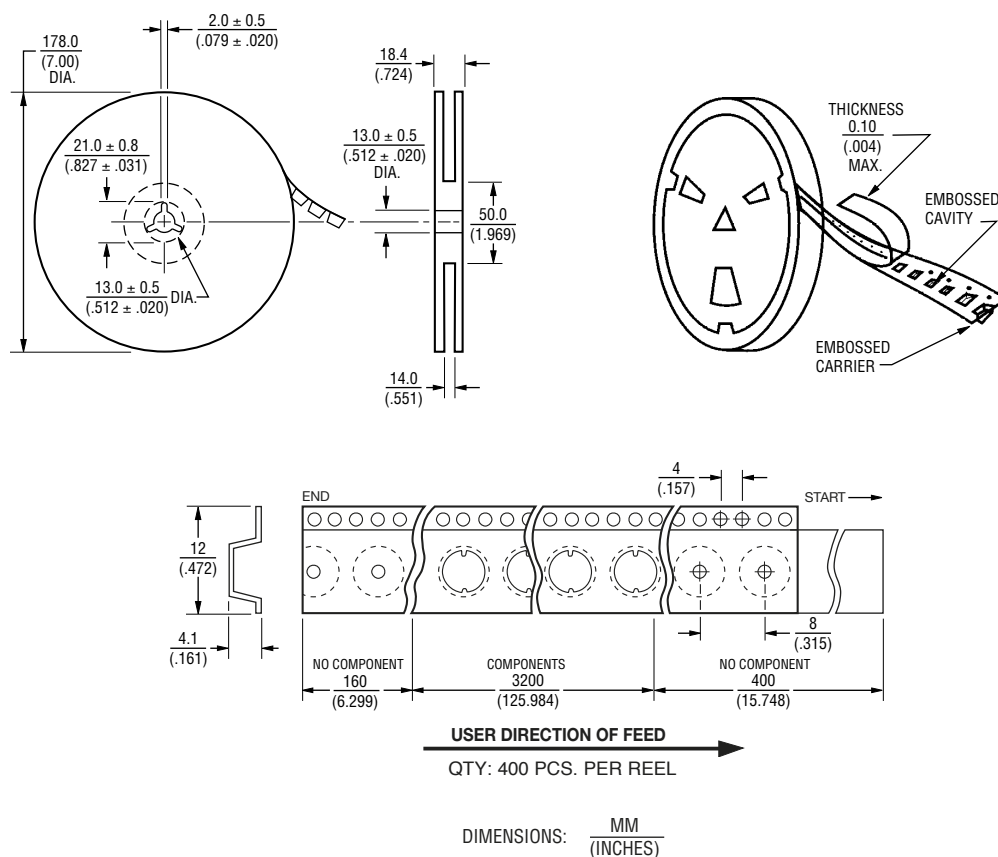 2.0 ± 0.5
(.079 ± .020)
178.0
(7.00)
DIA.
21.0 ± 0.8
(.827 ± .031)
13.0 ± 0.5
(.512 ± .020)
DIA.
18.4
(.724)
13.0 ± 0.5
(.512 ± .020)
DIA.
50.0
(1.969)
14.0
(.551)
THICKNESS
0.10
(.004)
MAX.
EMBOSSED
CAVITY
EMBOSSED
CARRIER
12
(.472)
4.1
(.161)
END
4
(.157)
START
8
(.315)
NO COMPONENT
160
(6.299)
COMPONENTS
3200
(125.984)
NO COMPONENT
400
(15.748)
USER DIRECTION OF FEED
QTY: 400 PCS. PER REEL
DIMENSIONS: MM
(INCHES)